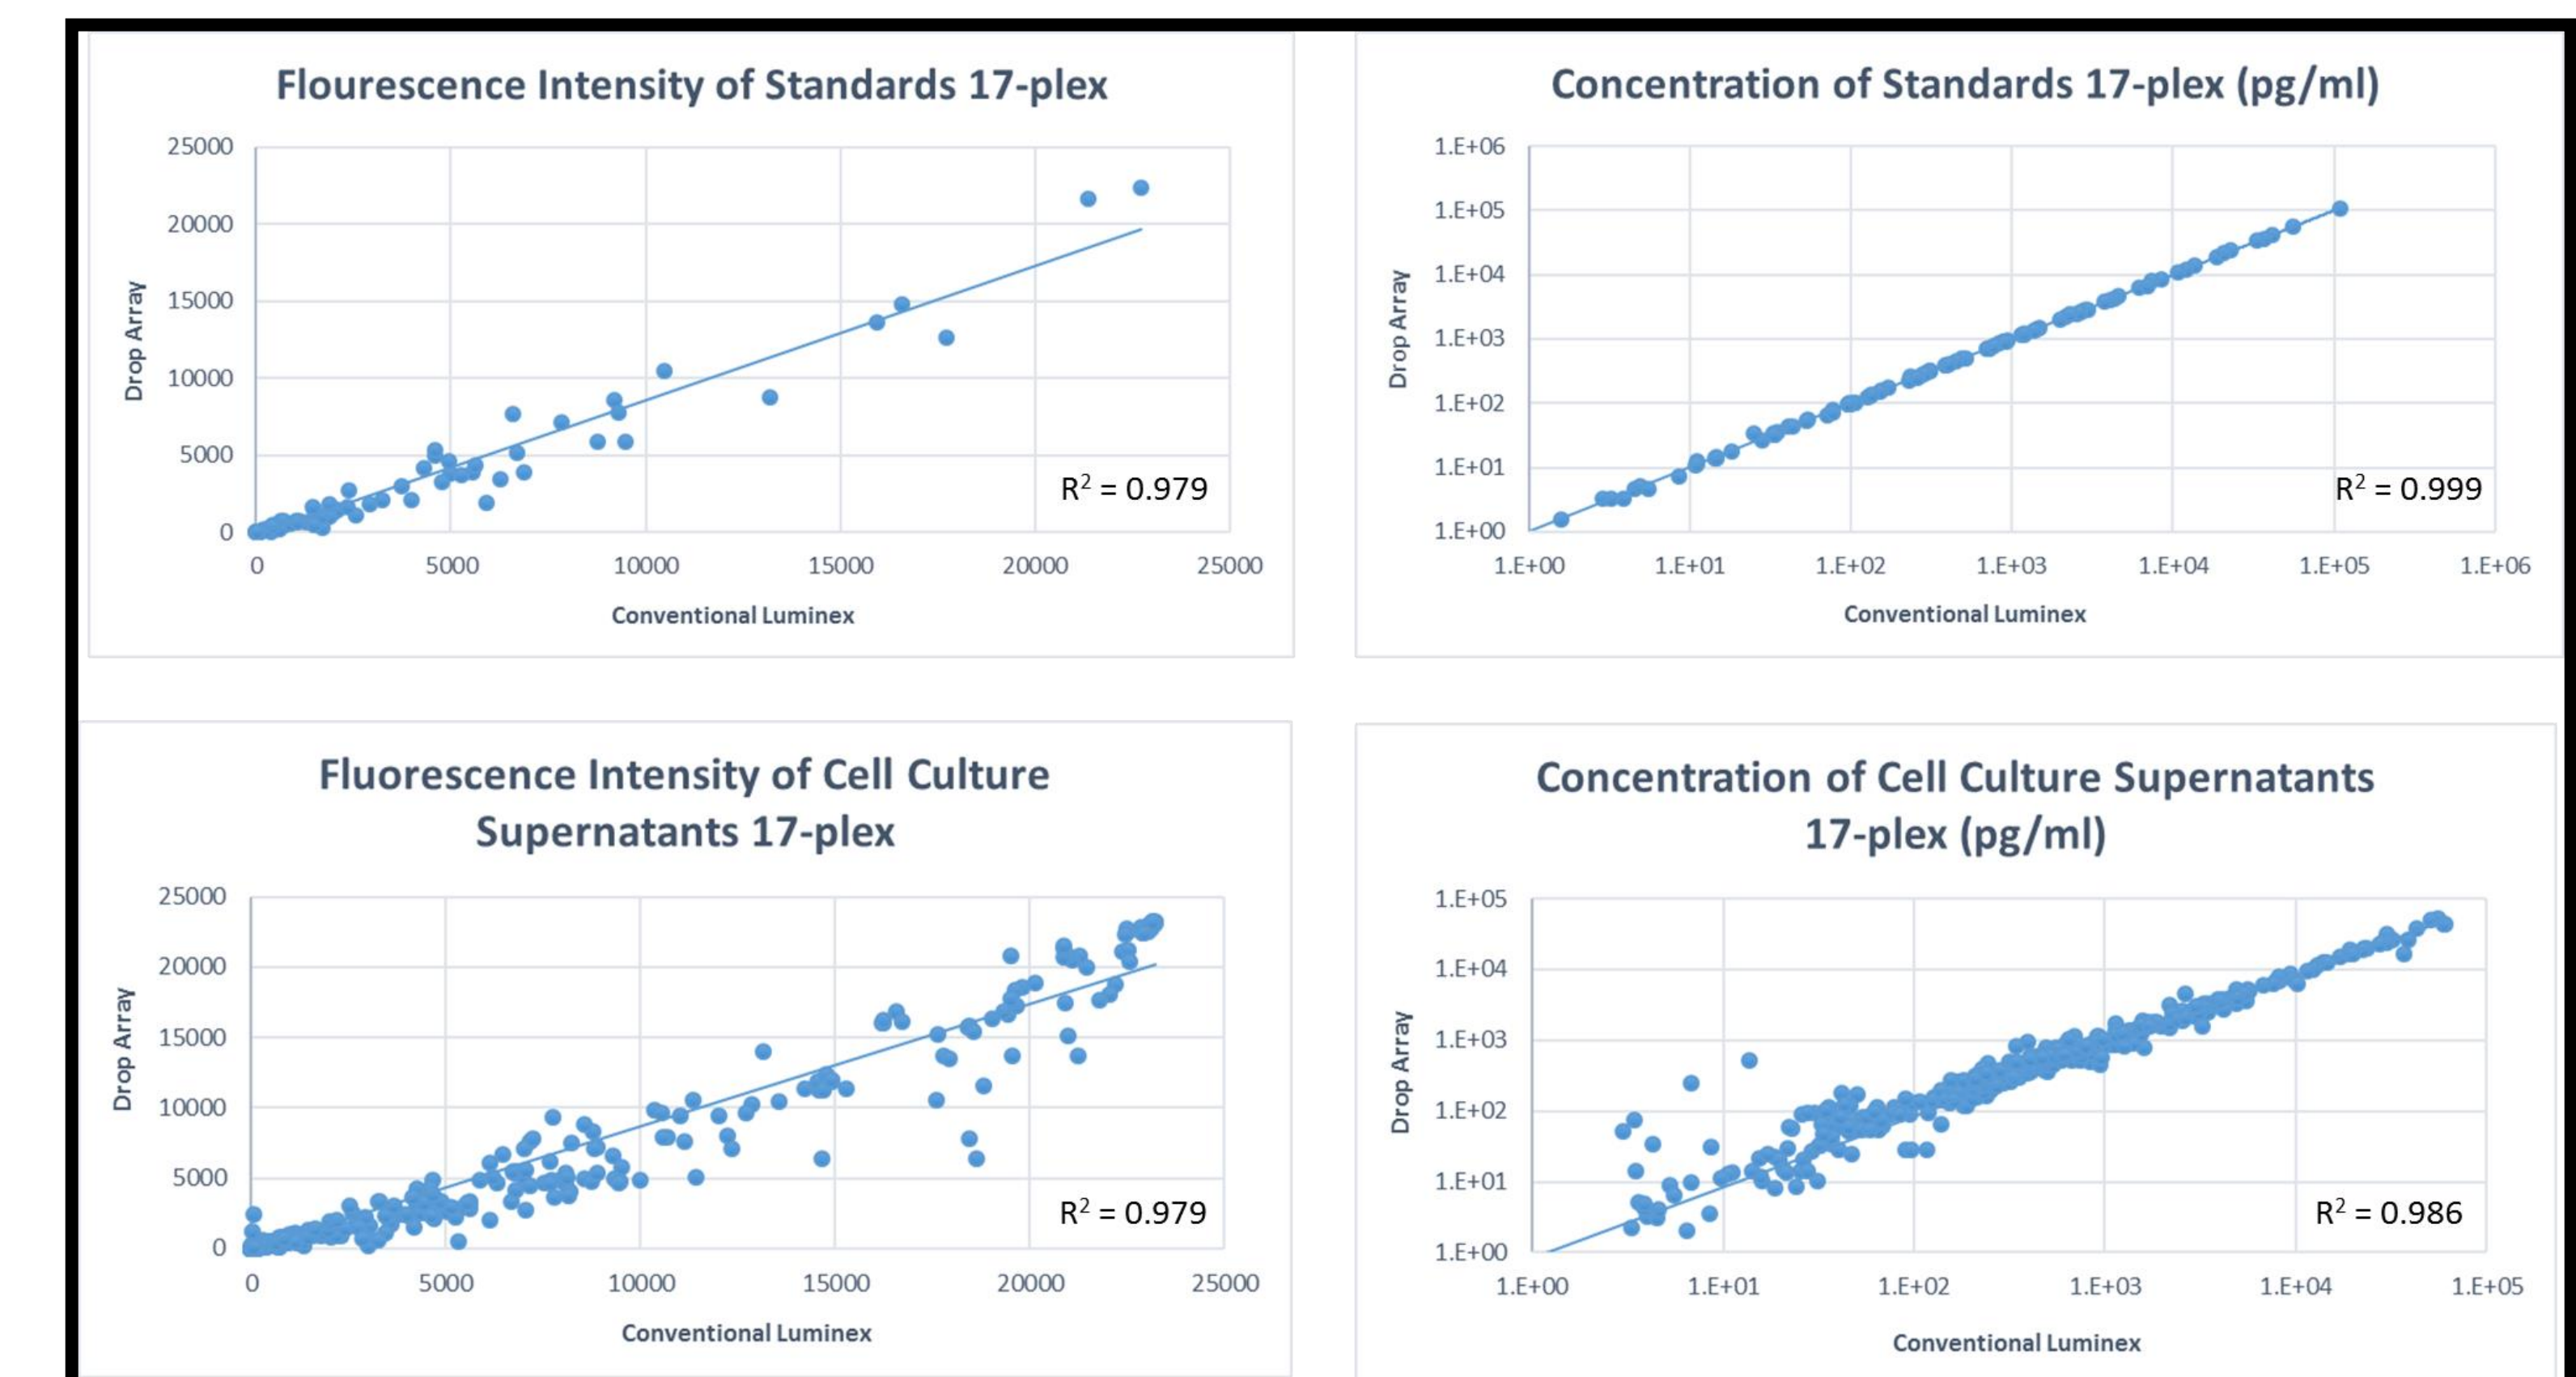 Flourescence Intensity of Standards 17-plex
25000
20000
15000
10000
5000
0
Drop Array
R² = 0.979
0 5000 10000 15000 20000 25000
Conventional Luminex
Concentration of Standards 17-plex (pg/ml)
1.E+06
1.E+05
1.E+04
1.E+03
1.E+02
1.E+01
1.E+00
Drop Array
R² = 0.999
1.E+00 1.E+01 1.E+02 1.E+03 1.E+04 1.E+05 1.E+06
Conventional Luminex
Fluorescence Intensity of Cell Culture
Supernatants 17-plex
25000
20000
15000
10000
5000
0
Drop Array
R² = 0.979
0 5000 10000 15000 20000 25000
Conventional Luminex
Concentration of Cell Culture Supernatants
17-plex (pg/ml)
1.E+05
1.E+04
1.E+03
1.E+02
1.E+01
1.E+00
Drop Array
R² = 0.986
1.E+00 1.E+01 1.E+02 1.E+03 1.E+04 1.E+05
Conventional Luminex